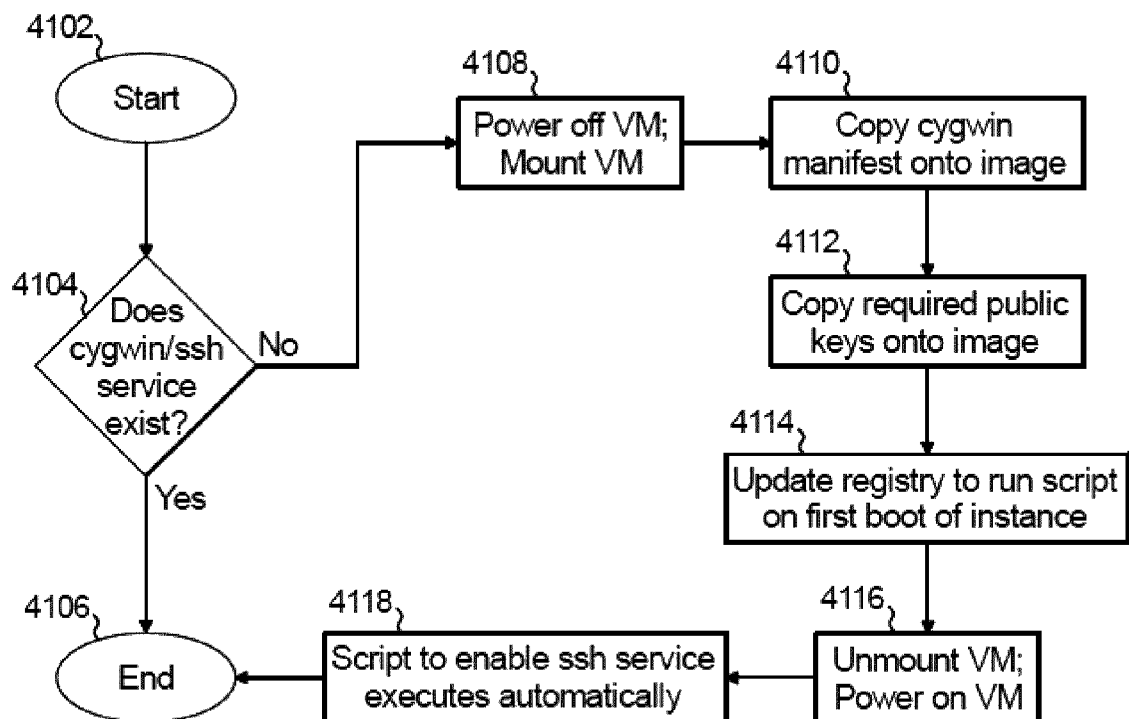 4102
Start
4104
Does
cygwin/ssh
service
exist?
No
Yes
4108
Power off VM;
Mount VM
4110
Copy cygwin
manifest onto image
4112
Copy required public
keys onto image
4114
Update registry to run script
on first boot of instance
4116
Unmount VM;
Power on VM
4118
Script to enable ssh service
executes automatically
4106
End